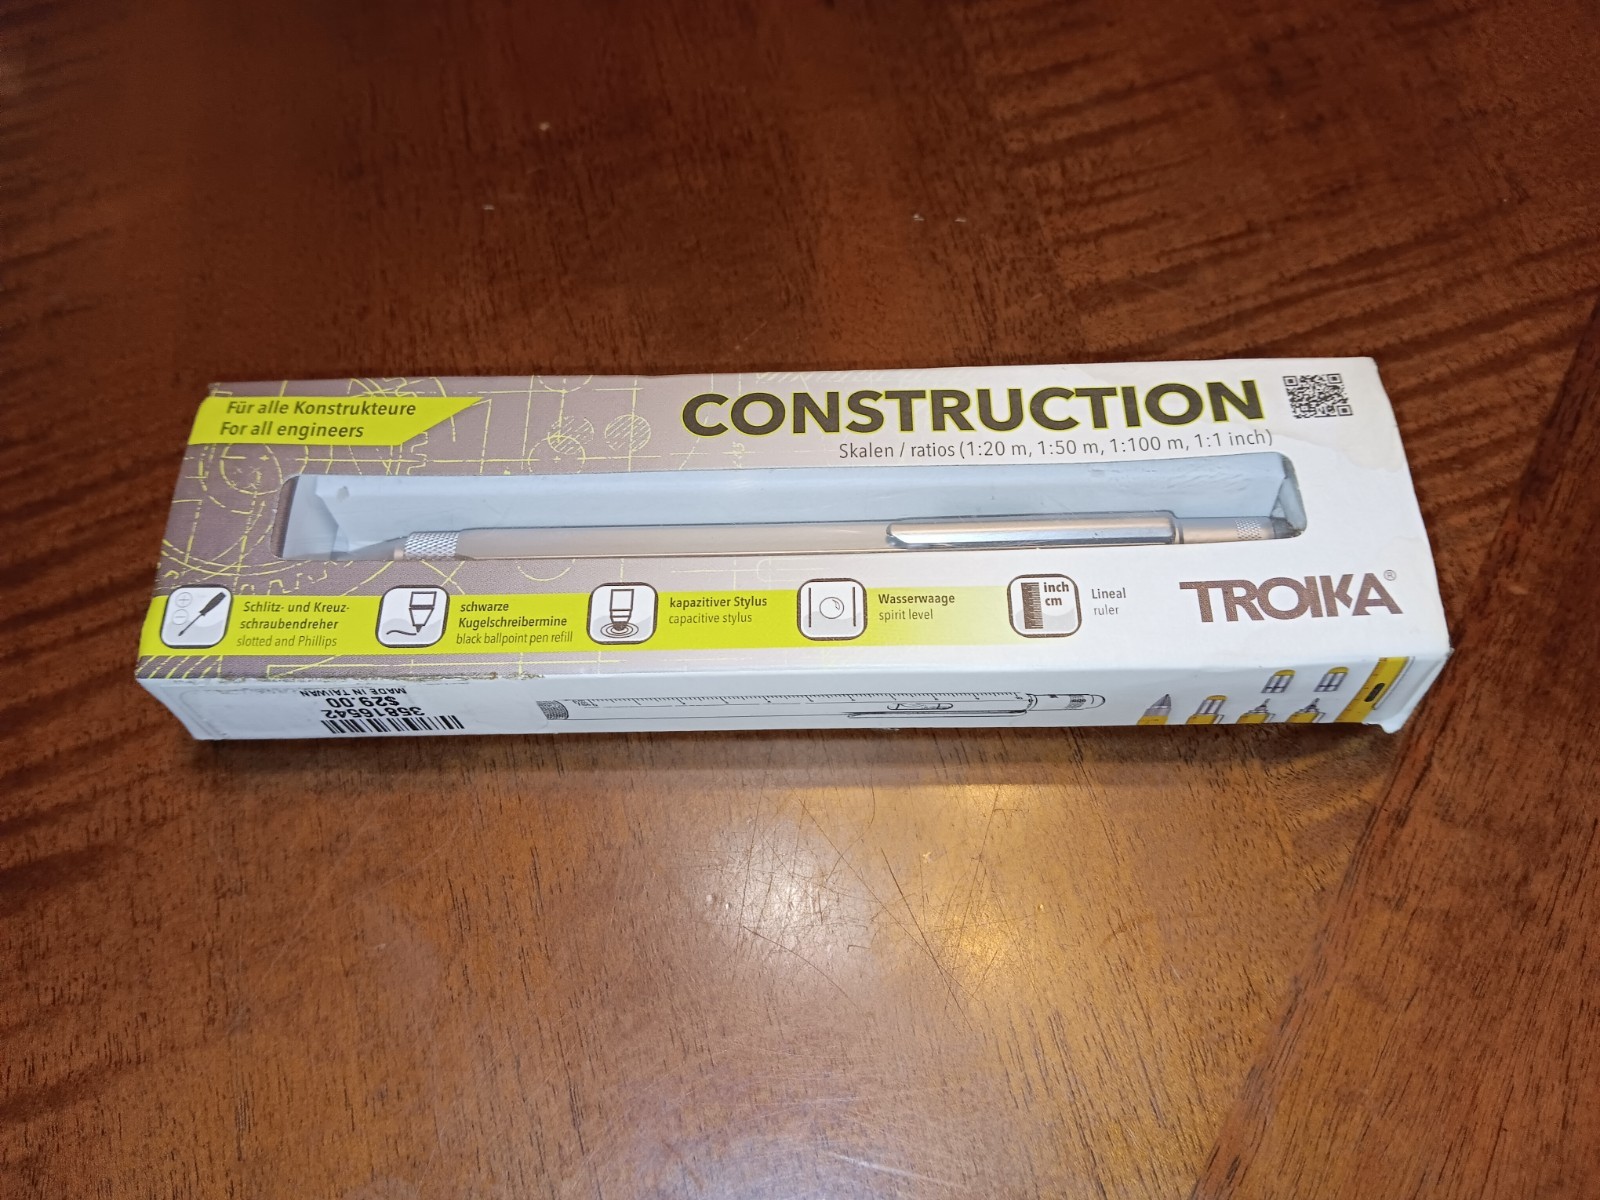 Für alle Konstrukteure
For all engineers
CONSTRUCTION
Skalen / ratios (1:20 m, 1:50 m, 1:100 m, 1:1 inch)
Schlitz- und Kreuz-
schraubendreher
slotted and Phillips
schwarze
Kugelschreibermine
black ballpoint pen refill
kapazitiver Stylus
capacitive stylus
Wasserwaage
spirit level
inch
cm
Lineal
ruler
TROIKA®
35816542
$29.00
MADE IN TAIWAN